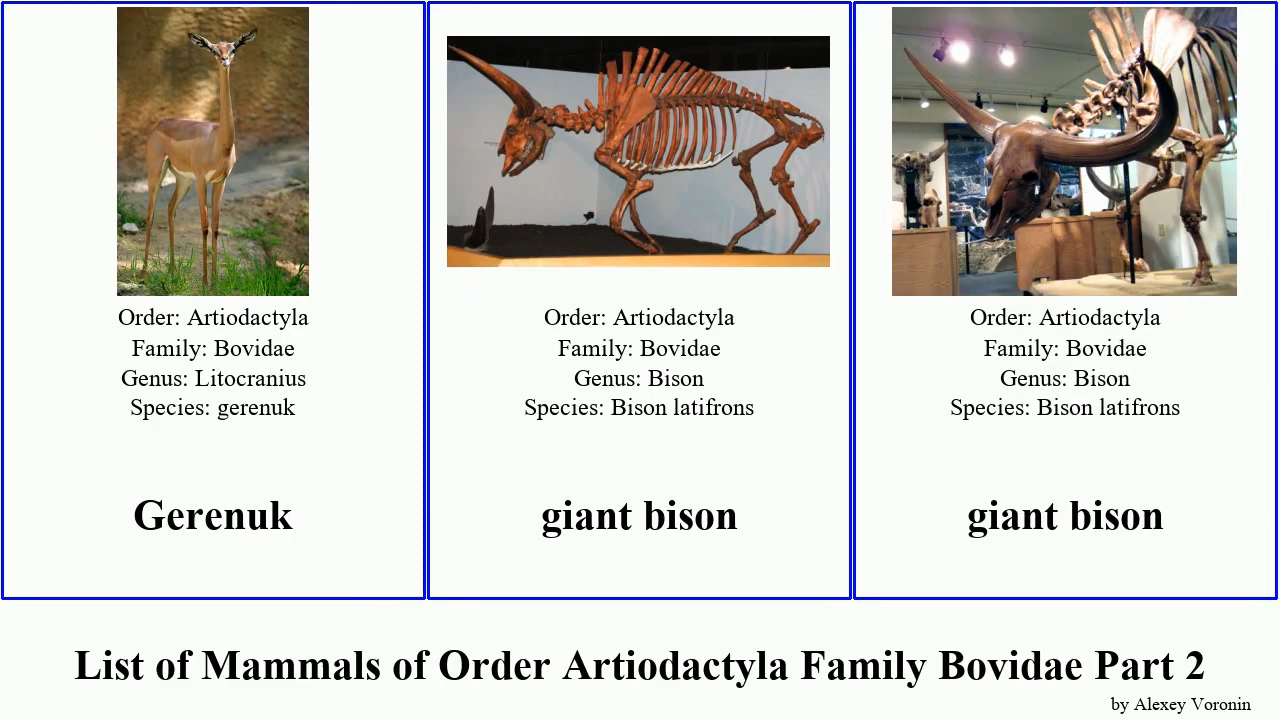 Order: Artiodactyla
Family: Bovidae
Genus: Litocranius
Species: gerenuk
Gerenuk
Order: Artiodactyla
Family: Bovidae
Genus: Bison
Species: Bison latifrons
giant bison
Order: Artiodactyla
Family: Bovidae
Genus: Bison
Species: Bison latifrons
giant bison
List of Mammals of Order Artiodactyla Family Bovidae Part 2
by Alexey Voronin